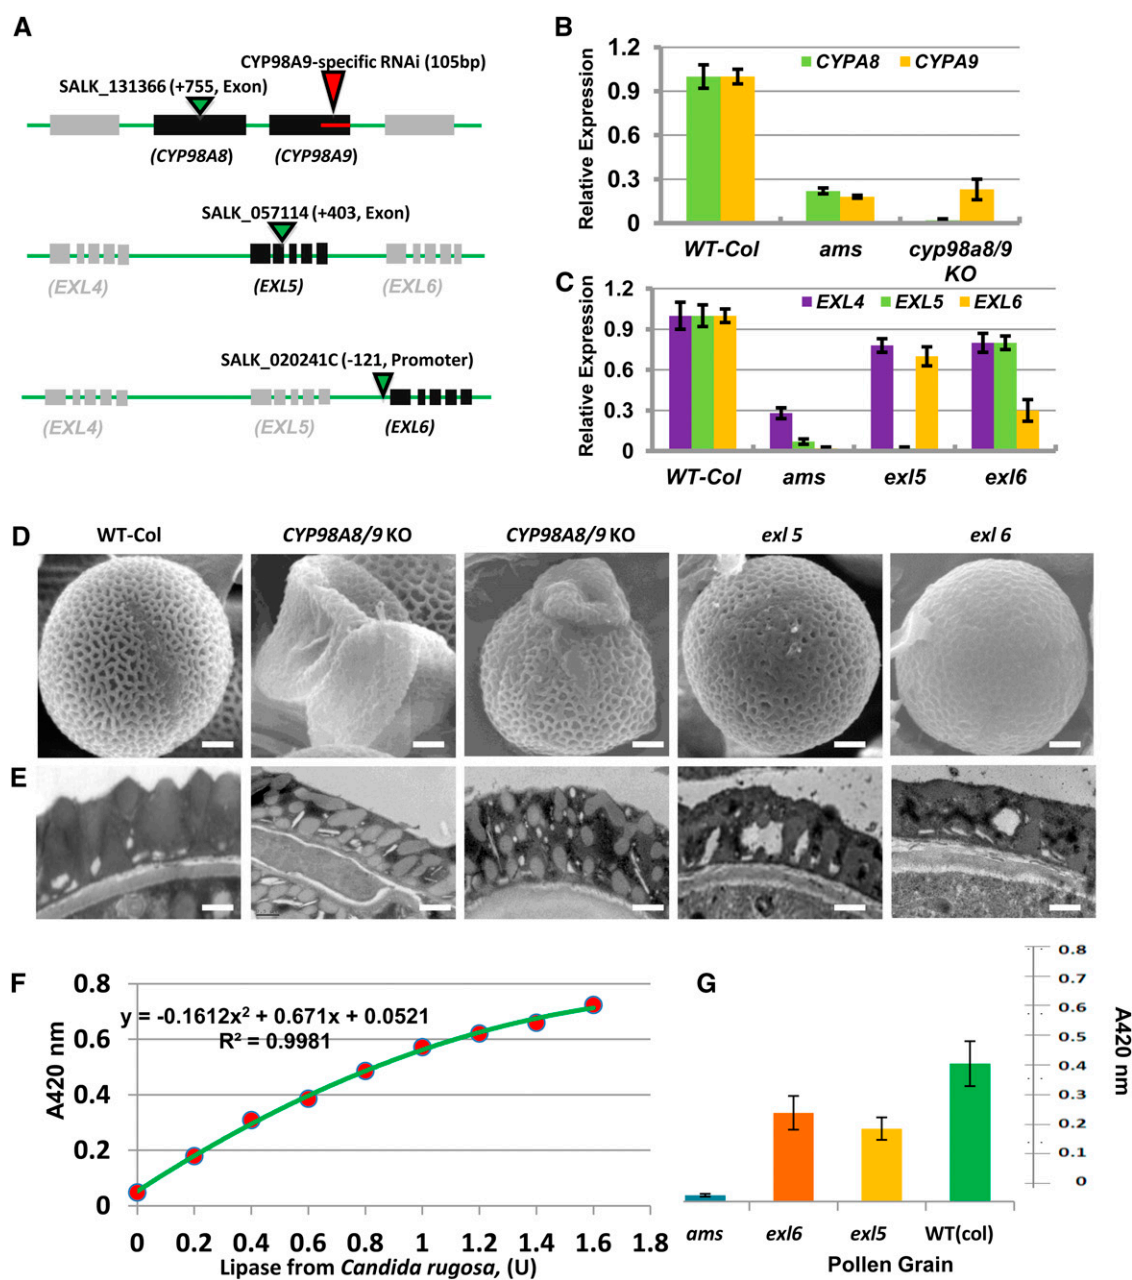 A
CYP98A9-specific RNAi (105bp)
SALK_131366 (+755, Exon)
(CYP98A8)
(CYP98A9)
SALK_057114 (+403, Exon)
(EXL4)
(EXL5)
(EXL6)
SALK_020241C (-121, Promoter)
(EXL4)
(EXL5)
(EXL6)
B
Relative Expression
1.2
0.9
0.6
0.3
0
CYPA8
CYPA9
WT-Col
ams
cyp98a8/9
KO
C
Relative Expression
1.2
0.9
0.6
0.3
0
EXL4
EXL5
EXL6
WT-Col
ams
exl5
exl6
D
WT-Col
CYP98A8/9 KO
CYP98A8/9 KO
exl 5
exl 6
E
F
A420 nm
0.8
0.6
0.4
0.2
0
y = -0.1612x² + 0.671x + 0.0521
R² = 0.9981
0
0.2
0.4
0.6
0.8
1
1.2
1.4
1.6
1.8
Lipase from Candida rugosa, (U)
G
0.8
0.7
0.6
0.5
0.4
0.3
0.2
0.1
0
A420 nm
ams
exl6
exl5
WT(col)
Pollen Grain